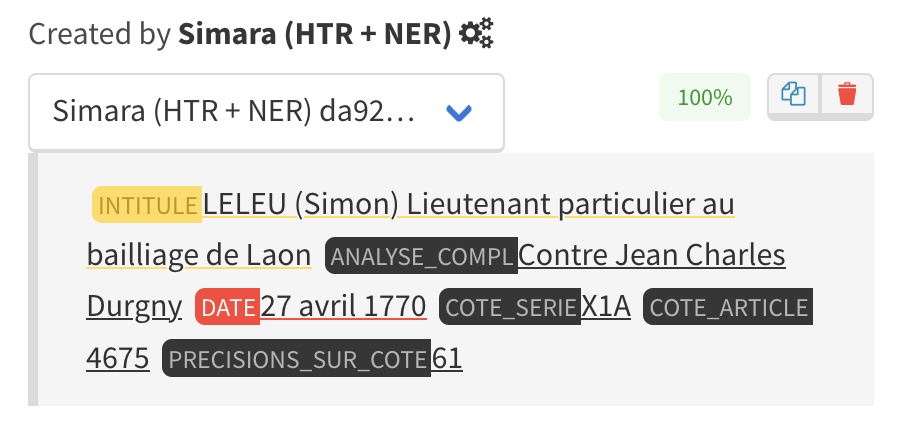 Created by Simara (HTR + NER)
Simara (HTR + NER) da92...
100%
INTITULE LELEU (Simon) Lieutenant particulier au
bailliage de Laon ANALYSE_COMPL Contre Jean Charles
Durgny DATE 27 avril 1770 COTE_SERIE X1A COTE_ARTICLE
4675 PRECISIONS_SUR_COTE 61